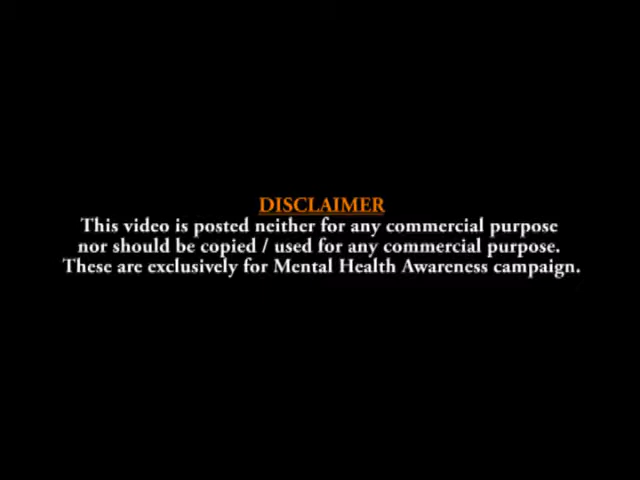 DISCLAIMER
This video is posted neither for any commercial purpose
nor should be copied / used for any commercial purpose.
These are exclusively for Mental Health Awareness campaign.